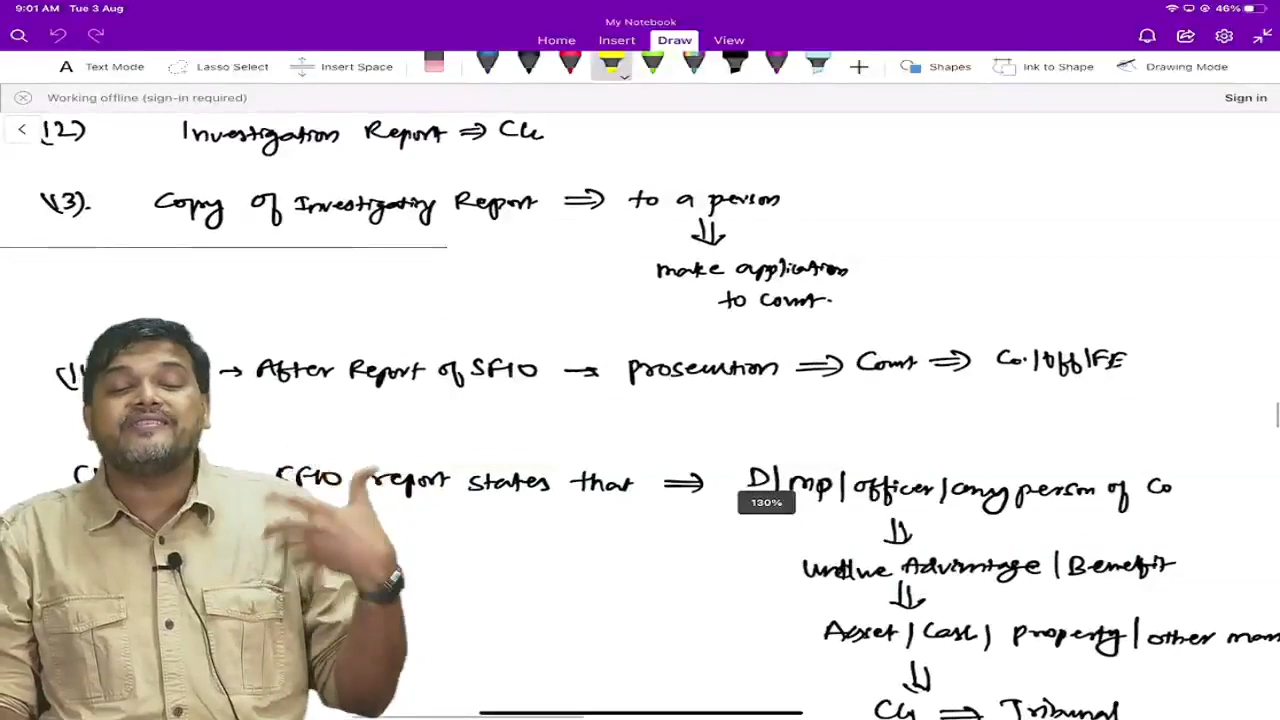 9:01 AM Tue 3 Aug
46%
My Notebook
Home Insert Draw View
A Text Mode Lasso Select Insert Space Shapes Ink to Shape Drawing Mode
Working offline (sign-in required) Sign in
(12) Investigation Report ⇒ CG
(13). Copy of Investigating Report ⇒ to a person
⇓
make application
to court.
→ After Report of SFIO → prosecution ⇒ Court ⇒ Co./Off/FE
SFIO report states that ⇒ D/mp/officer/any person of Co
130%
⇓
undue Advantage / Benefit
⇓
Asset / Cash / property / other man
⇓
CG ⇒ Tribunal